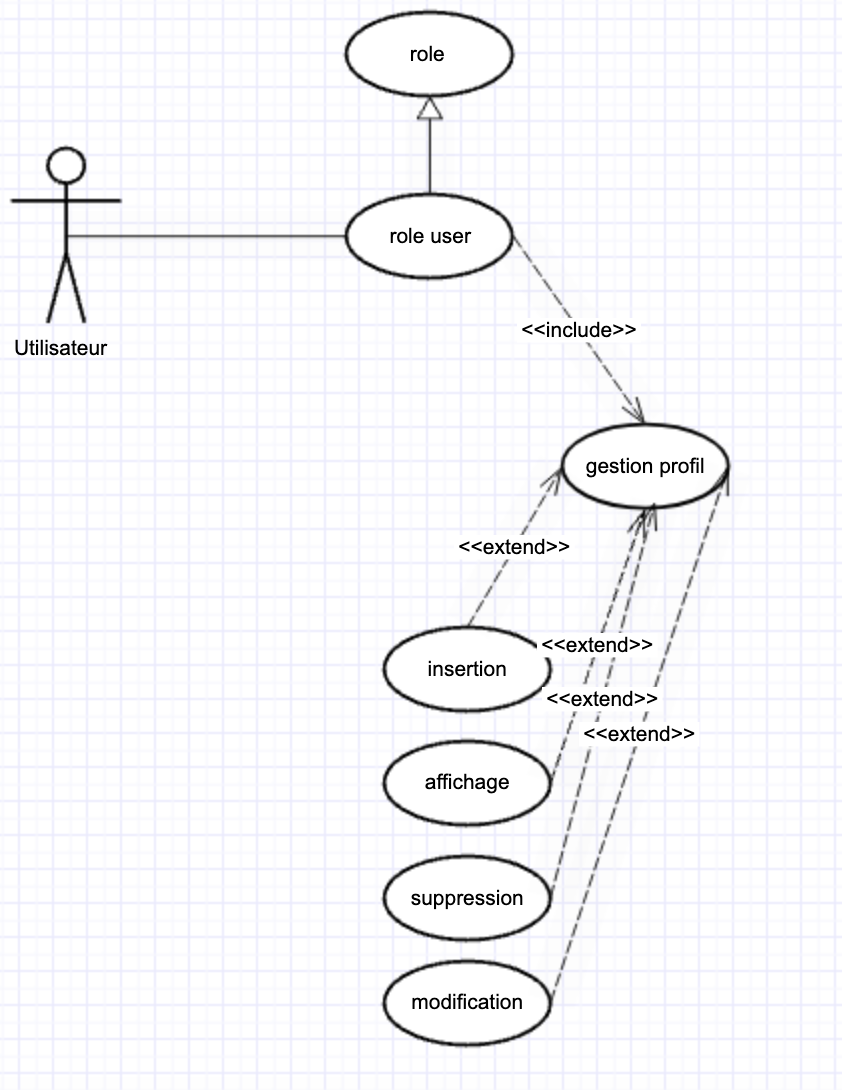 role
role user
Utilisateur
<<include>>
gestion profil
<<extend>>
insertion
<<extend>>
<<extend>>
<<extend>>
affichage
suppression
modification